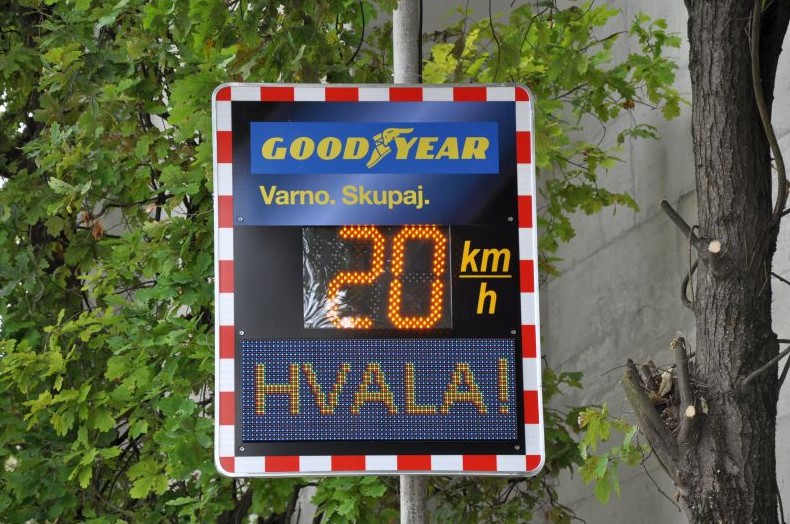 GOODYEAR
Varno. Skupaj.
20 km/h
HVALA!